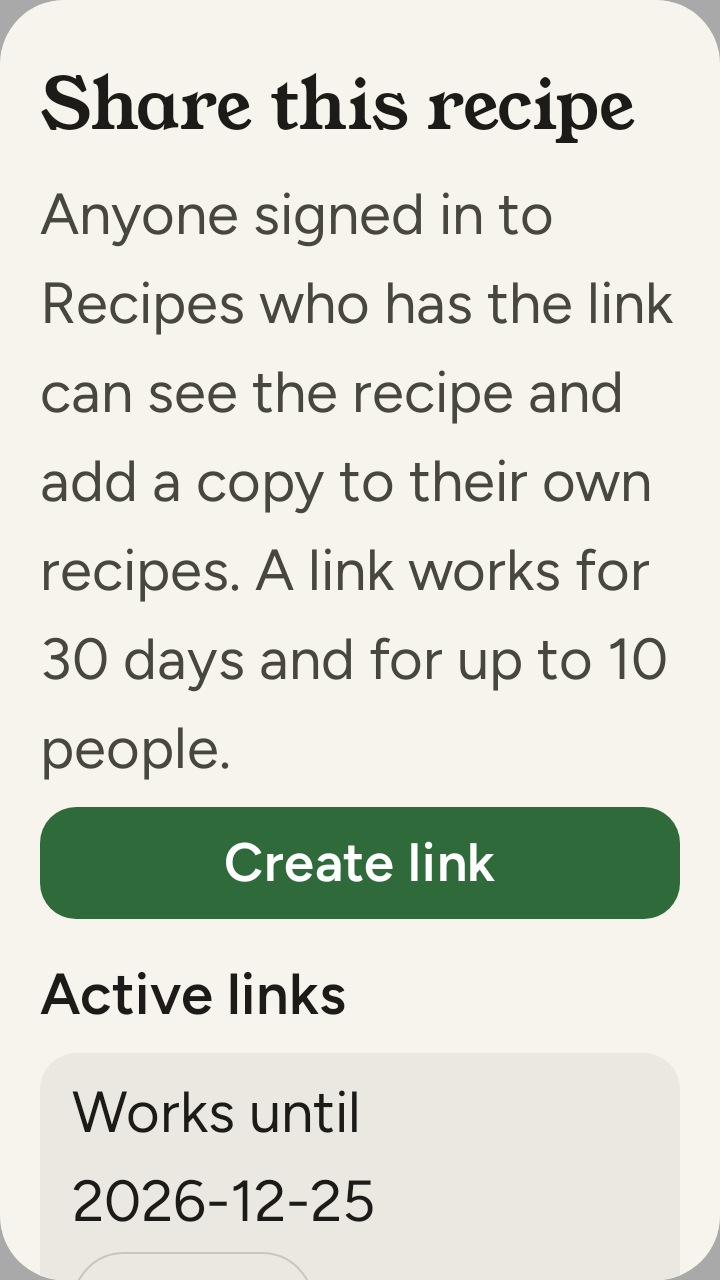 Share this recipe
Anyone signed in to
Recipes who has the link
can see the recipe and
add a copy to their own
recipes. A link works for
30 days and for up to 10
people.
Create link
Active links
Works until
2026-12-25